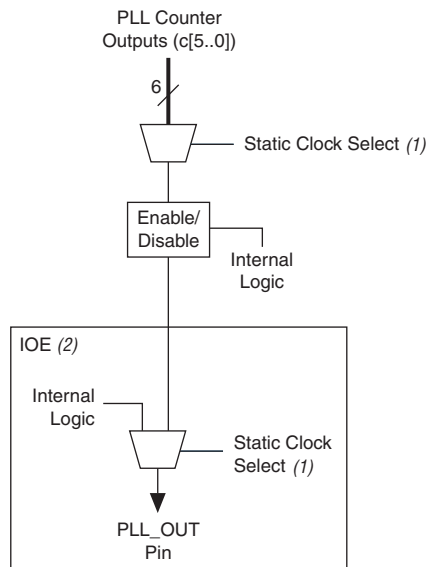 PLL Counter
Outputs (c[5..0])
6
Static Clock Select (1)
Enable/
Disable
Internal
Logic
IOE (2)
Internal
Logic
Static Clock
Select (1)
PLL_OUT
Pin